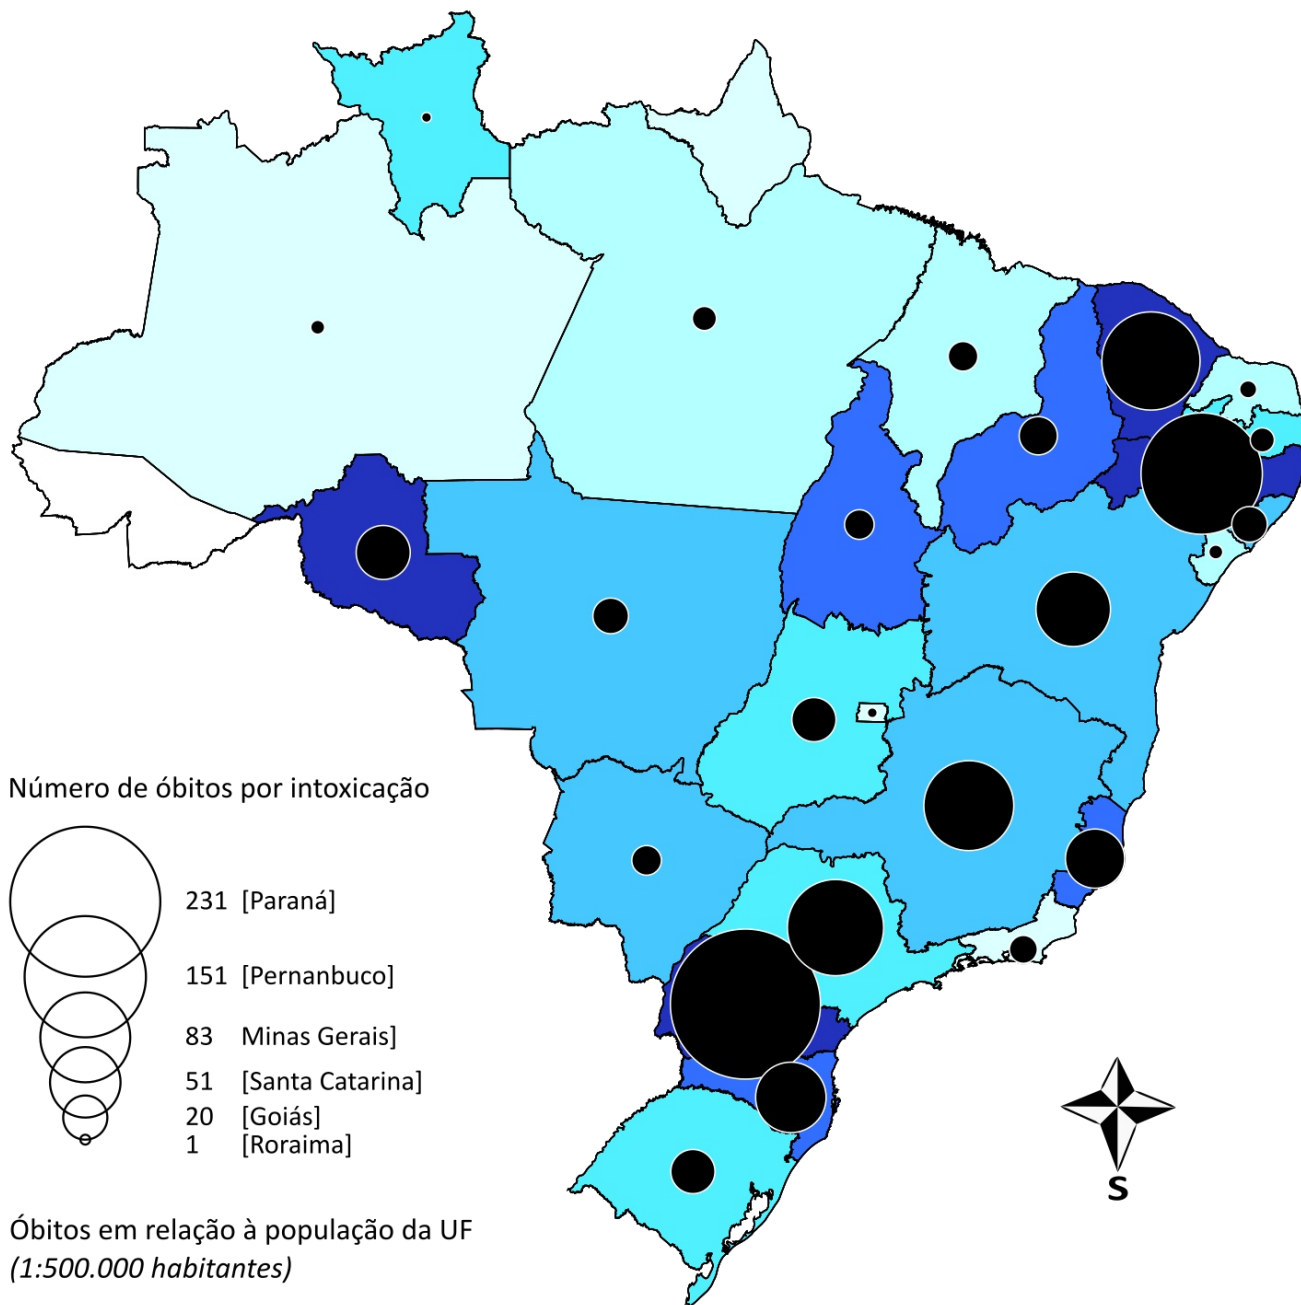 Número de óbitos por intoxicação
231 [Paraná]
151 [Pernanbuco]
83 Minas Gerais]
51 [Santa Catarina]
20 [Goiás]
1 [Roraima]
S
Óbitos em relação à população da UF
(1:500.000 habitantes)